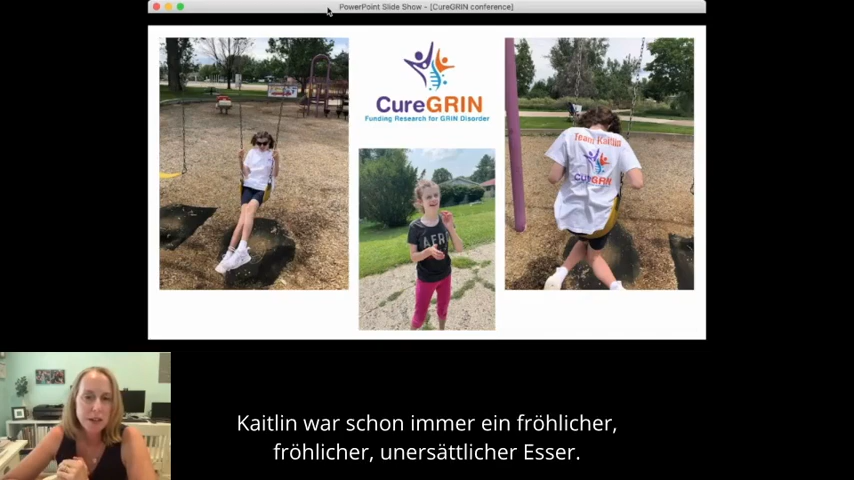 PowerPoint Slide Show - [CureGRIN conference]
CureGRIN
Funding Research for GRIN Disorder
Team Kaitlin
CureGRIN
AERO
Kaitlin war schon immer ein fröhlicher,
fröhlicher, unersättlicher Esser.